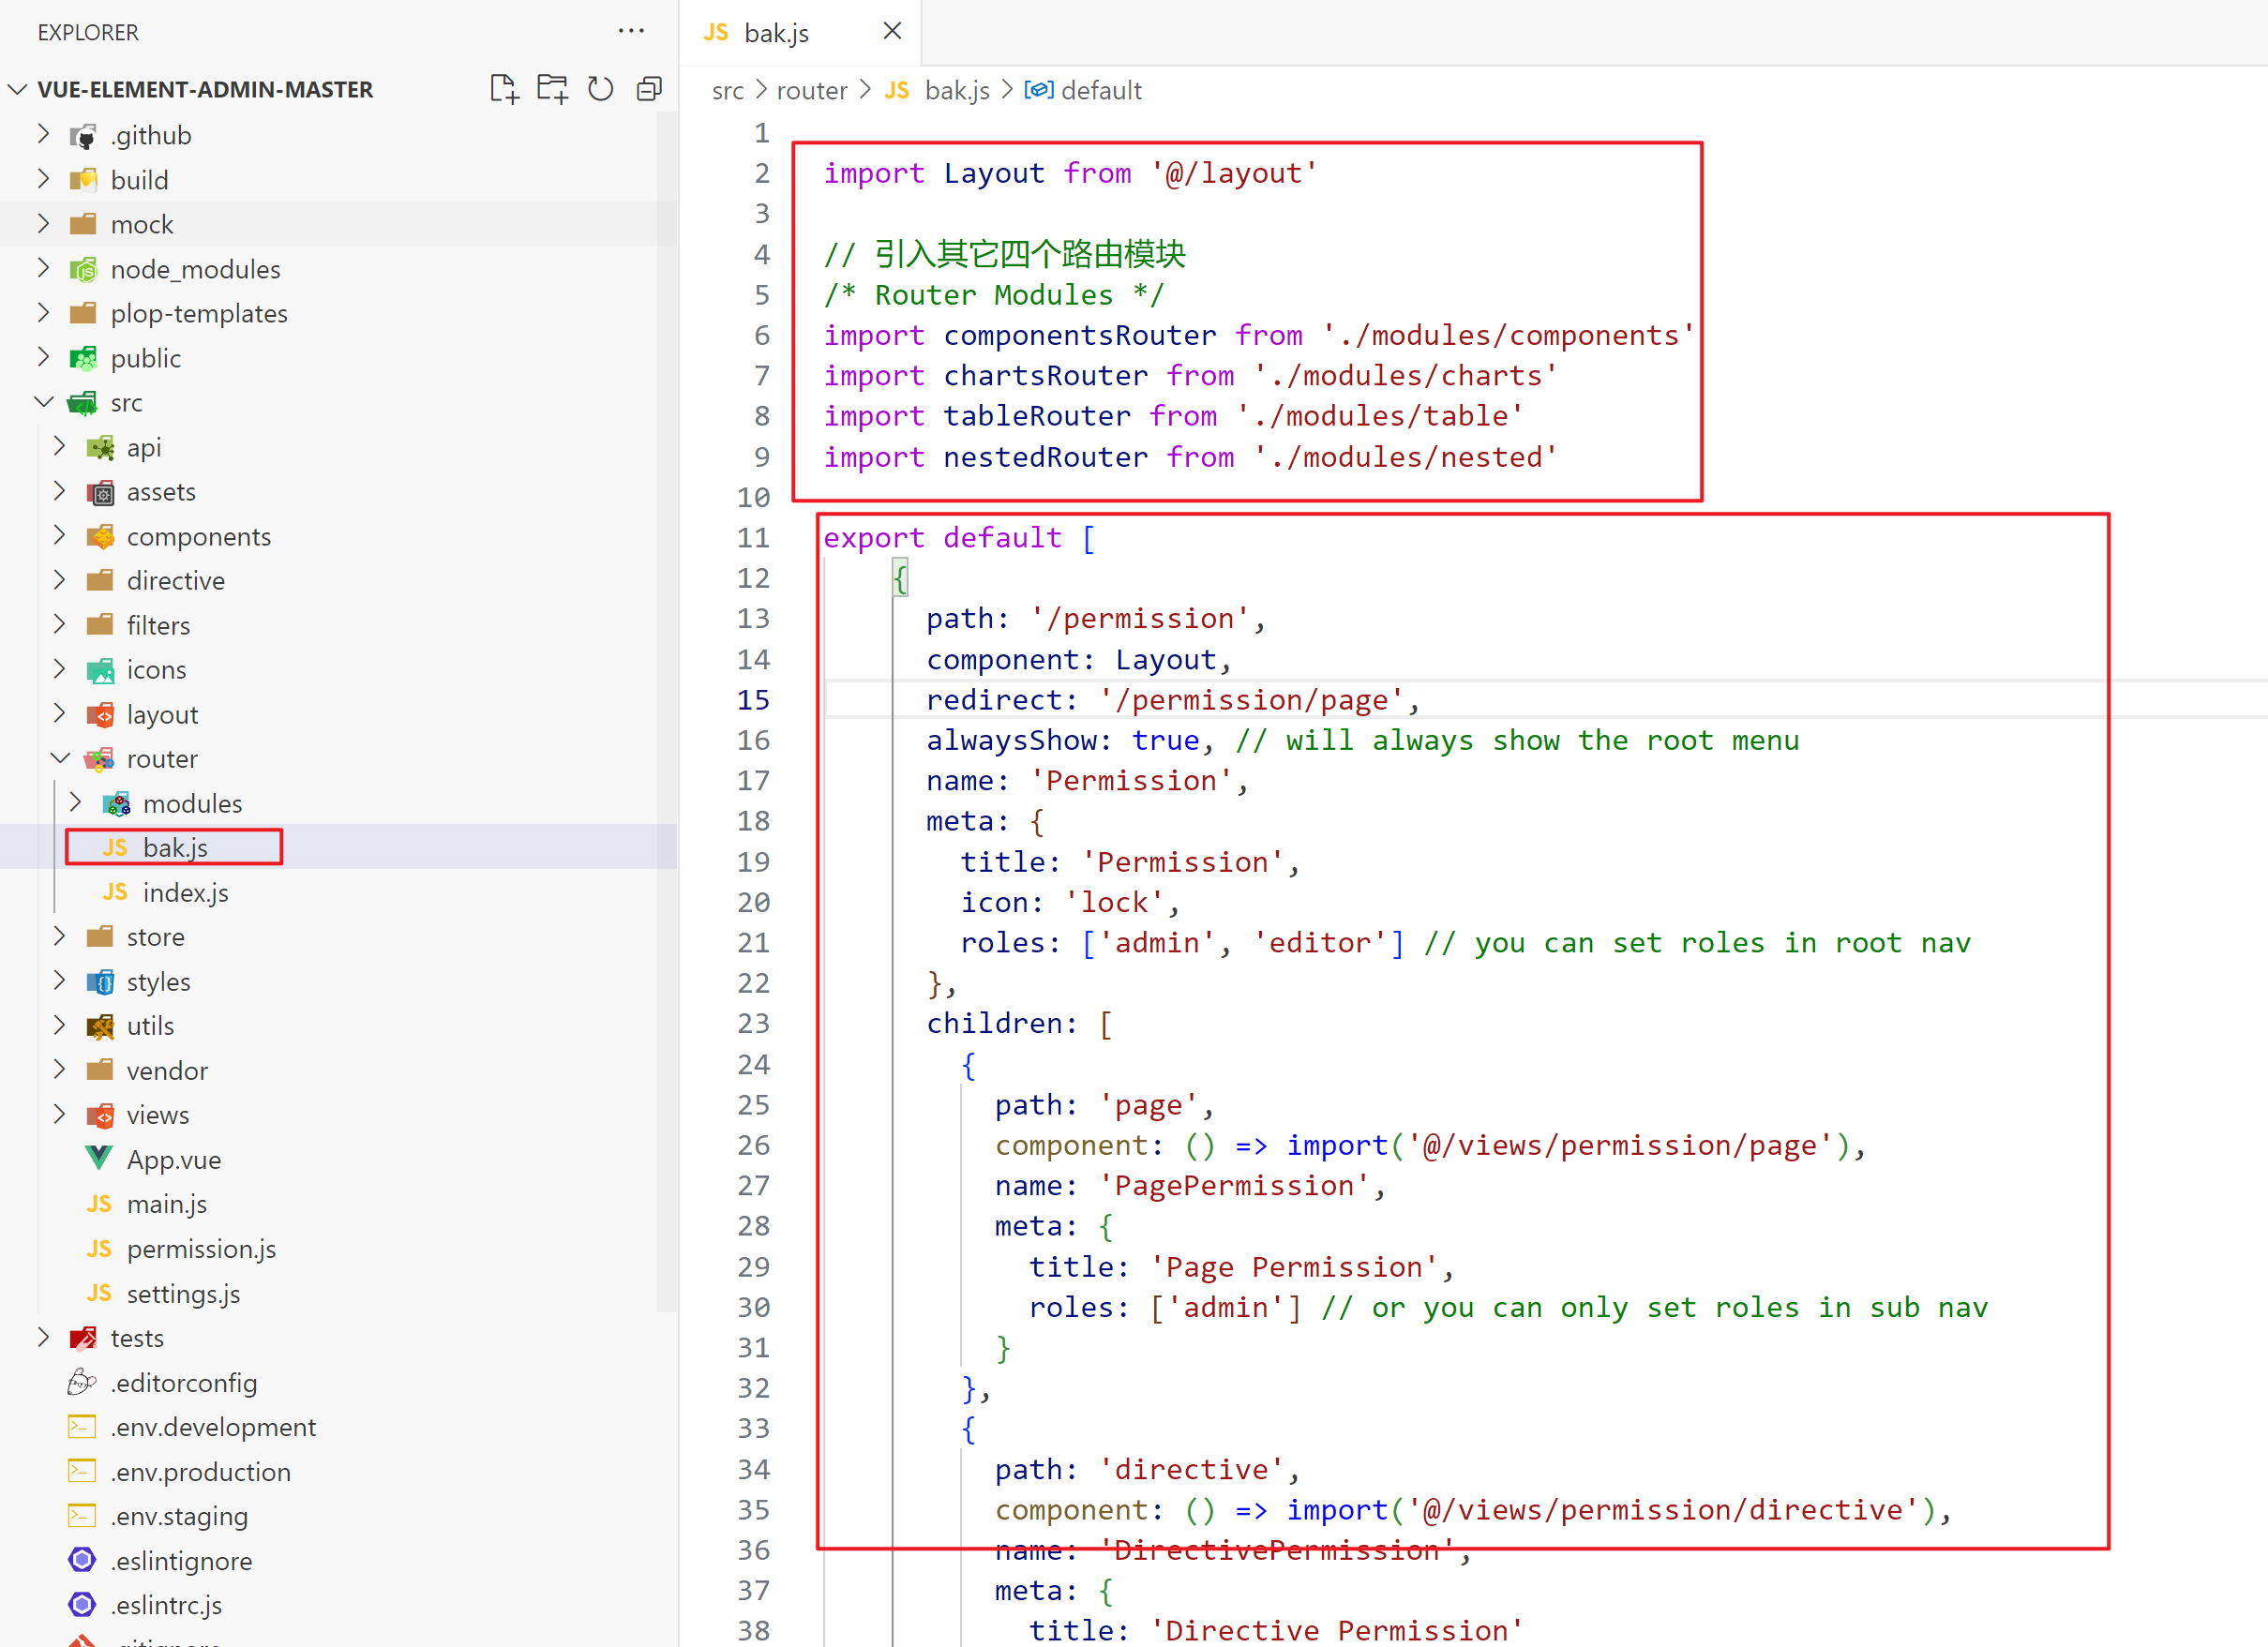 EXPLORER
VUE-ELEMENT-ADMIN-MASTER
.github
build
mock
node_modules
plop-templates
public
src
api
assets
components
directive
filters
icons
layout
router
modules
JS bak.js
JS index.js
store
styles
utils
vendor
views
App.vue
JS main.js
JS permission.js
JS settings.js
tests
.editorconfig
.env.development
.env.production
.env.staging
.eslintignore
.eslintrc.js
.gitignore
JS bak.js
src > router > JS bak.js > default
1
2 import Layout from '@/layout'
3
4 // 引入其它四个路由模块
5 /* Router Modules */
6 import componentsRouter from './modules/components'
7 import chartsRouter from './modules/charts'
8 import tableRouter from './modules/table'
9 import nestedRouter from './modules/nested'
10
11 export default [
12 {
13 path: '/permission',
14 component: Layout,
15 redirect: '/permission/page',
16 alwaysShow: true, // will always show the root menu
17 name: 'Permission',
18 meta: {
19 title: 'Permission',
20 icon: 'lock',
21 roles: ['admin', 'editor'] // you can set roles in root nav
22 },
23 children: [
24 {
25 path: 'page',
26 component: () => import('@/views/permission/page'),
27 name: 'PagePermission',
28 meta: {
29 title: 'Page Permission',
30 roles: ['admin'] // or you can only set roles in sub nav
31 }
32 },
33 {
34 path: 'directive',
35 component: () => import('@/views/permission/directive'),
36 name: 'DirectivePermission',
37 meta: {
38 title: 'Directive Permission'